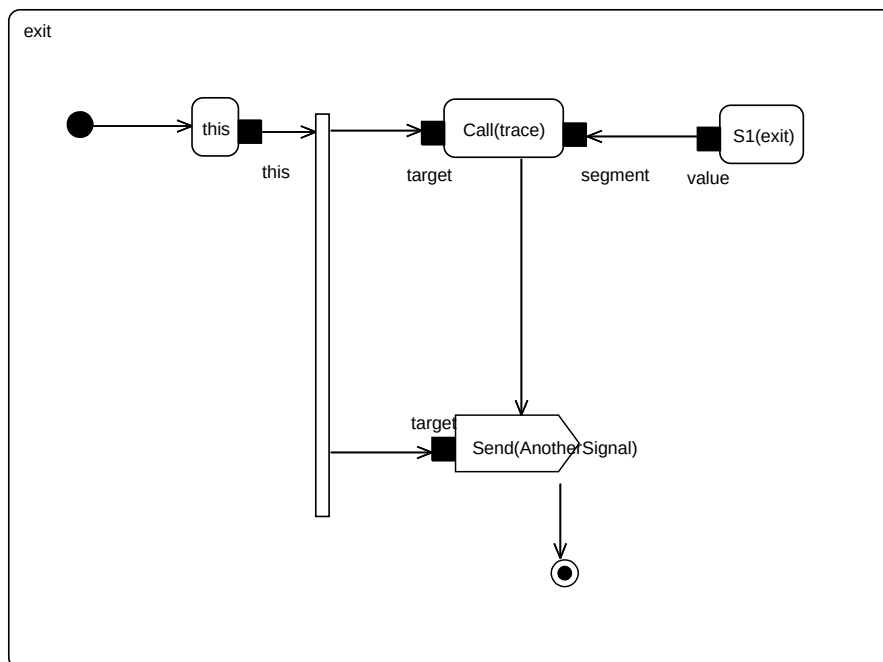 exit
this
Call(trace)
S1(exit)
this
target
segment
value
target
Send(AnotherSignal)